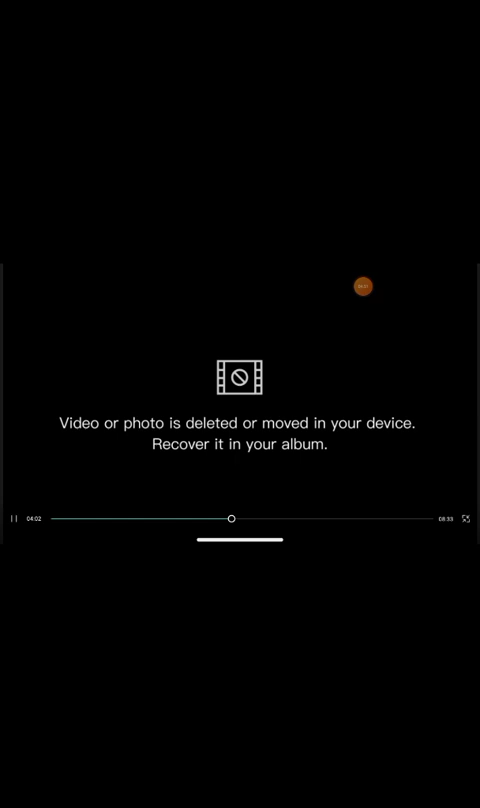 Video or photo is deleted or moved in your device.
Recover it in your album.
04:02
08:33